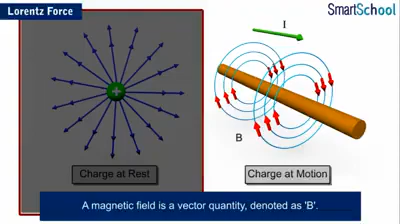 Lorentz Force
SmartSchool
I
+
B
Charge at Rest
Charge at Motion
A magnetic field is a vector quantity, denoted as 'B'.